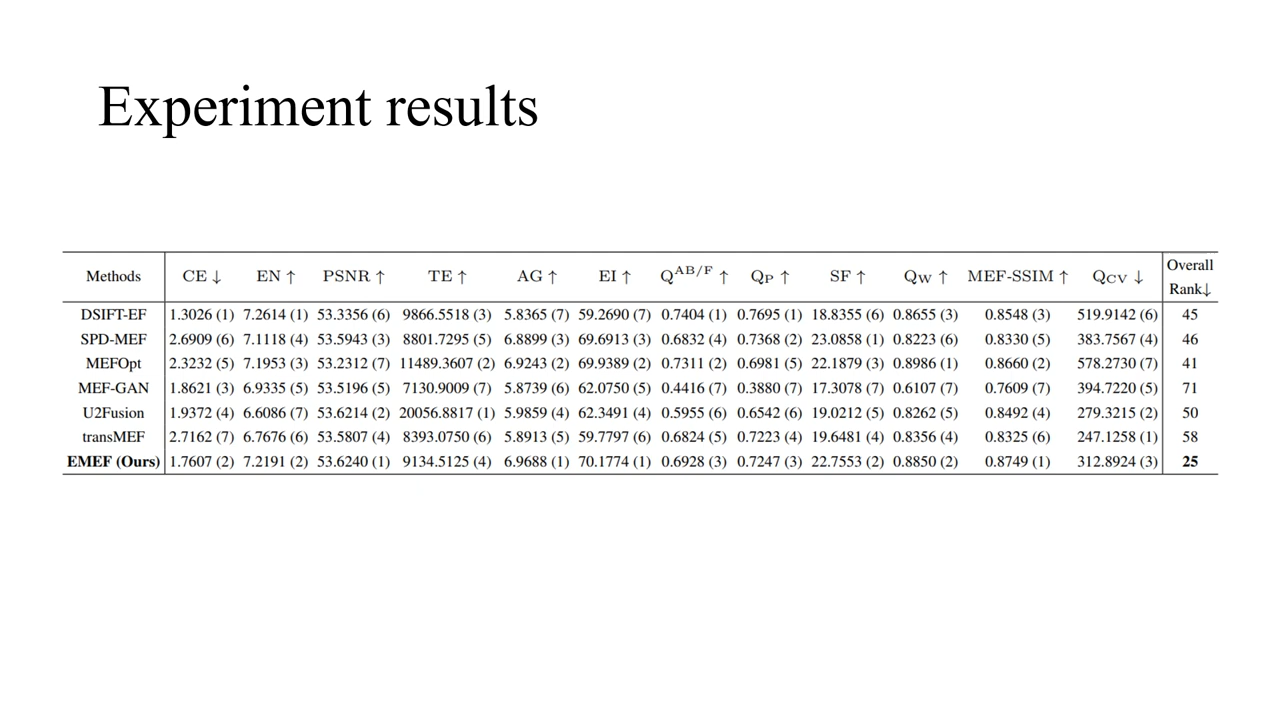 Experiment results
Methods CE ↓ EN ↑ PSNR ↑ TE ↑ AG ↑ EI ↑ Q^AB/F ↑ Q_P ↑ SF ↑ Q_W ↑ MEF-SSIM ↑ Q_CV ↓ Overall Rank↓
DSIFT-EF 1.3026 (1) 7.2614 (1) 53.3356 (6) 9866.5518 (3) 5.8365 (7) 59.2690 (7) 0.7404 (1) 0.7695 (1) 18.8355 (6) 0.8655 (3) 0.8548 (3) 519.9142 (6) 45
SPD-MEF 2.6909 (6) 7.1118 (4) 53.5943 (3) 8801.7295 (5) 6.8899 (3) 69.6913 (3) 0.6832 (4) 0.7368 (2) 23.0858 (1) 0.8223 (6) 0.8330 (5) 383.7567 (4) 46
MEFOpt 2.3232 (5) 7.1953 (3) 53.2312 (7) 11489.3607 (2) 6.9243 (2) 69.9389 (2) 0.7311 (2) 0.6981 (5) 22.1879 (3) 0.8986 (1) 0.8660 (2) 578.2730 (7) 41
MEF-GAN 1.8621 (3) 6.9335 (5) 53.5196 (5) 7130.9009 (7) 5.8739 (6) 62.0750 (5) 0.4416 (7) 0.3880 (7) 17.3078 (7) 0.6107 (7) 0.7609 (7) 394.7220 (5) 71
U2Fusion 1.9372 (4) 6.6086 (7) 53.6214 (2) 20056.8817 (1) 5.9859 (4) 62.3491 (4) 0.5955 (6) 0.6542 (6) 19.0212 (5) 0.8262 (5) 0.8492 (4) 279.3215 (2) 50
transMEF 2.7162 (7) 6.7676 (6) 53.5807 (4) 8393.0750 (6) 5.8913 (5) 59.7797 (6) 0.6824 (5) 0.7223 (4) 19.6481 (4) 0.8356 (4) 0.8325 (6) 247.1258 (1) 58
EMEF (Ours) 1.7607 (2) 7.2191 (2) 53.6240 (1) 9134.5125 (4) 6.9688 (1) 70.1774 (1) 0.6928 (3) 0.7247 (3) 22.7553 (2) 0.8850 (2) 0.8749 (1) 312.8924 (3) 25